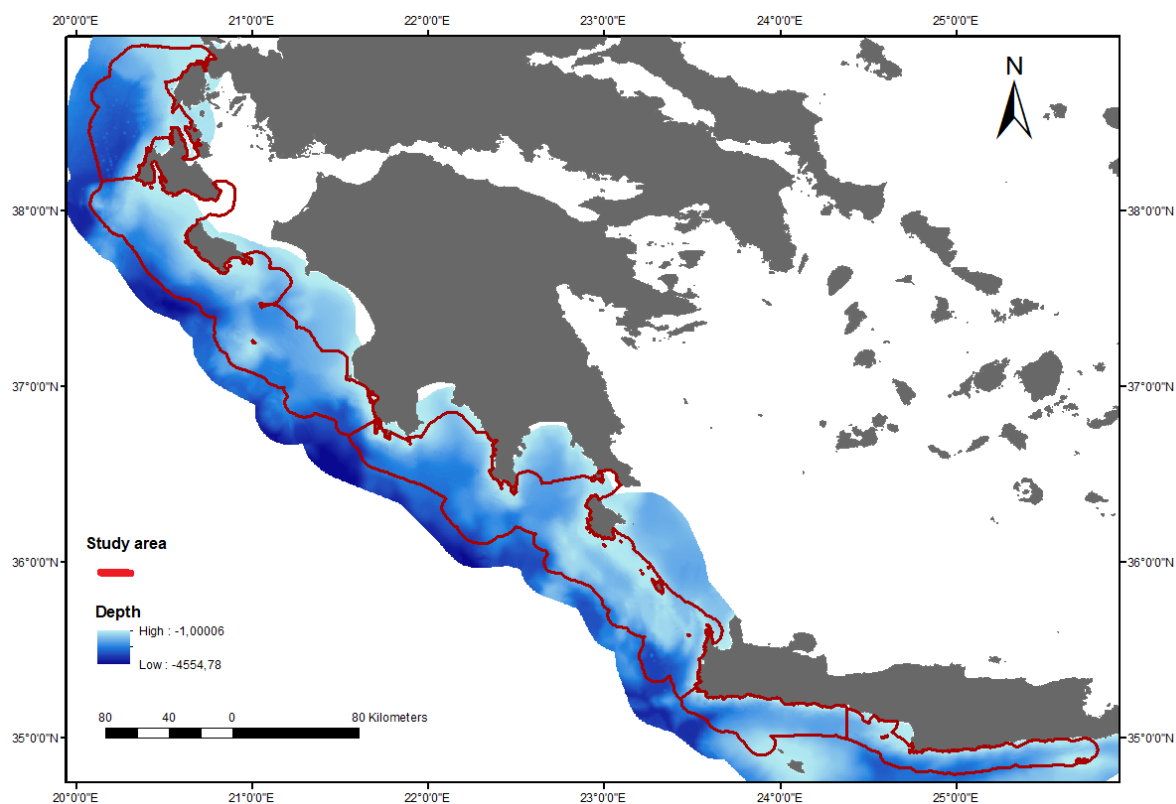 20°0'0"E 21°0'0"E 22°0'0"E 23°0'0"E 24°0'0"E 25°0'0"E
N
38°0'0"N 38°0'0"N
37°0'0"N 37°0'0"N
36°0'0"N 36°0'0"N
35°0'0"N 35°0'0"N
Study area
Depth
High : -1,00006
Low : -4554,78
80 40 0 80 Kilometers
20°0'0"E 21°0'0"E 22°0'0"E 23°0'0"E 24°0'0"E 25°0'0"E